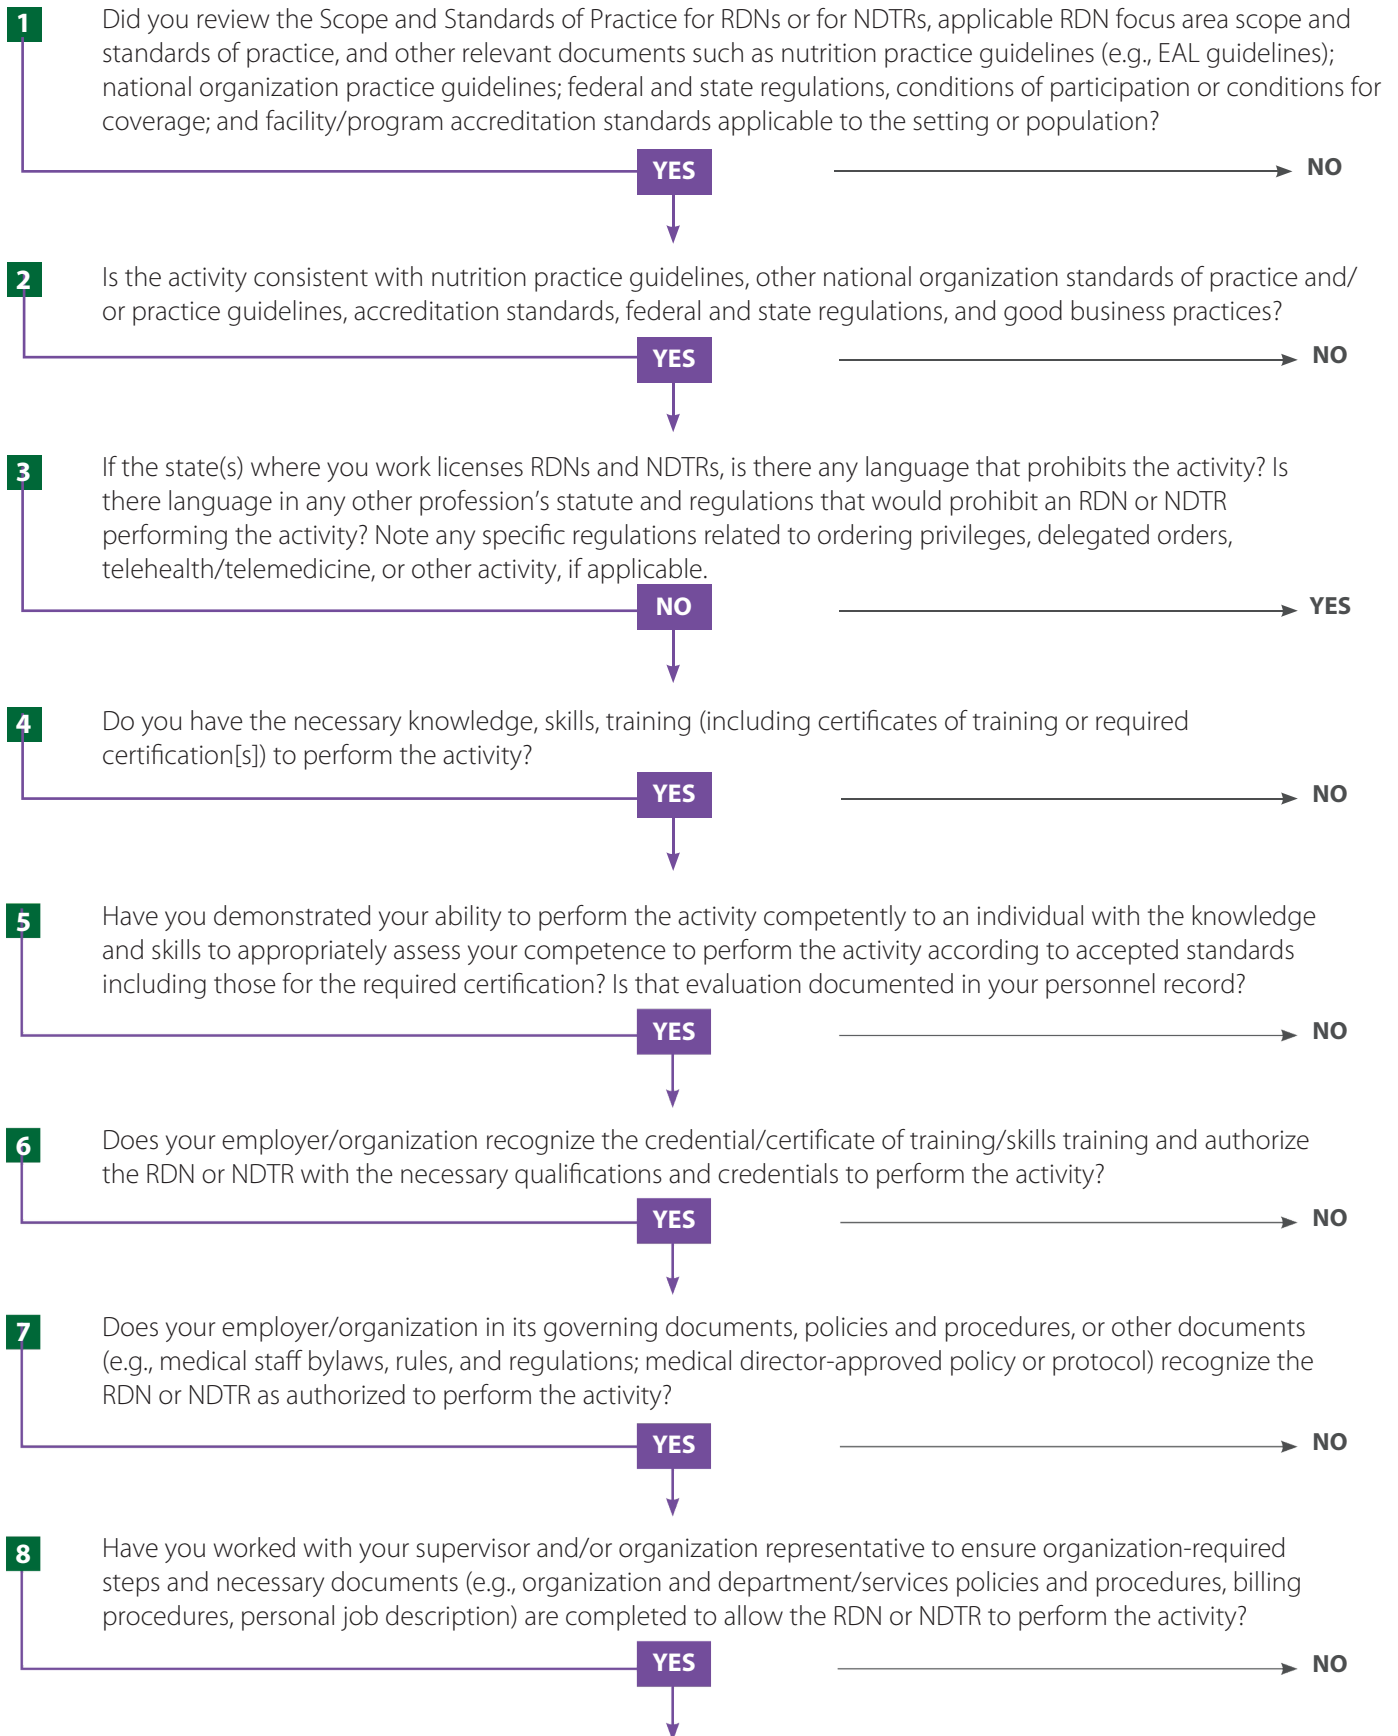 1
Did you review the Scope and Standards of Practice for RDNs or for NDTRs, applicable RDN focus area scope and
standards of practice, and other relevant documents such as nutrition practice guidelines (e.g., EAL guidelines);
national organization practice guidelines; federal and state regulations, conditions of participation or conditions for
coverage; and facility/program accreditation standards applicable to the setting or population?
YES
NO
2
Is the activity consistent with nutrition practice guidelines, other national organization standards of practice and/
or practice guidelines, accreditation standards, federal and state regulations, and good business practices?
YES
NO
3
If the state(s) where you work licenses RDNs and NDTRs, is there any language that prohibits the activity? Is
there language in any other profession’s statute and regulations that would prohibit an RDN or NDTR
performing the activity? Note any specific regulations related to ordering privileges, delegated orders,
telehealth/telemedicine, or other activity, if applicable.
NO
YES
4
Do you have the necessary knowledge, skills, training (including certificates of training or required
certification[s]) to perform the activity?
YES
NO
5
Have you demonstrated your ability to perform the activity competently to an individual with the knowledge
and skills to appropriately assess your competence to perform the activity according to accepted standards
including those for the required certification? Is that evaluation documented in your personnel record?
YES
NO
6
Does your employer/organization recognize the credential/certificate of training/skills training and authorize
the RDN or NDTR with the necessary qualifications and credentials to perform the activity?
YES
NO
7
Does your employer/organization in its governing documents, policies and procedures, or other documents
(e.g., medical staff bylaws, rules, and regulations; medical director-approved policy or protocol) recognize the
RDN or NDTR as authorized to perform the activity?
YES
NO
8
Have you worked with your supervisor and/or organization representative to ensure organization-required
steps and necessary documents (e.g., organization and department/services policies and procedures, billing
procedures, personal job description) are completed to allow the RDN or NDTR to perform the activity?
YES
NO